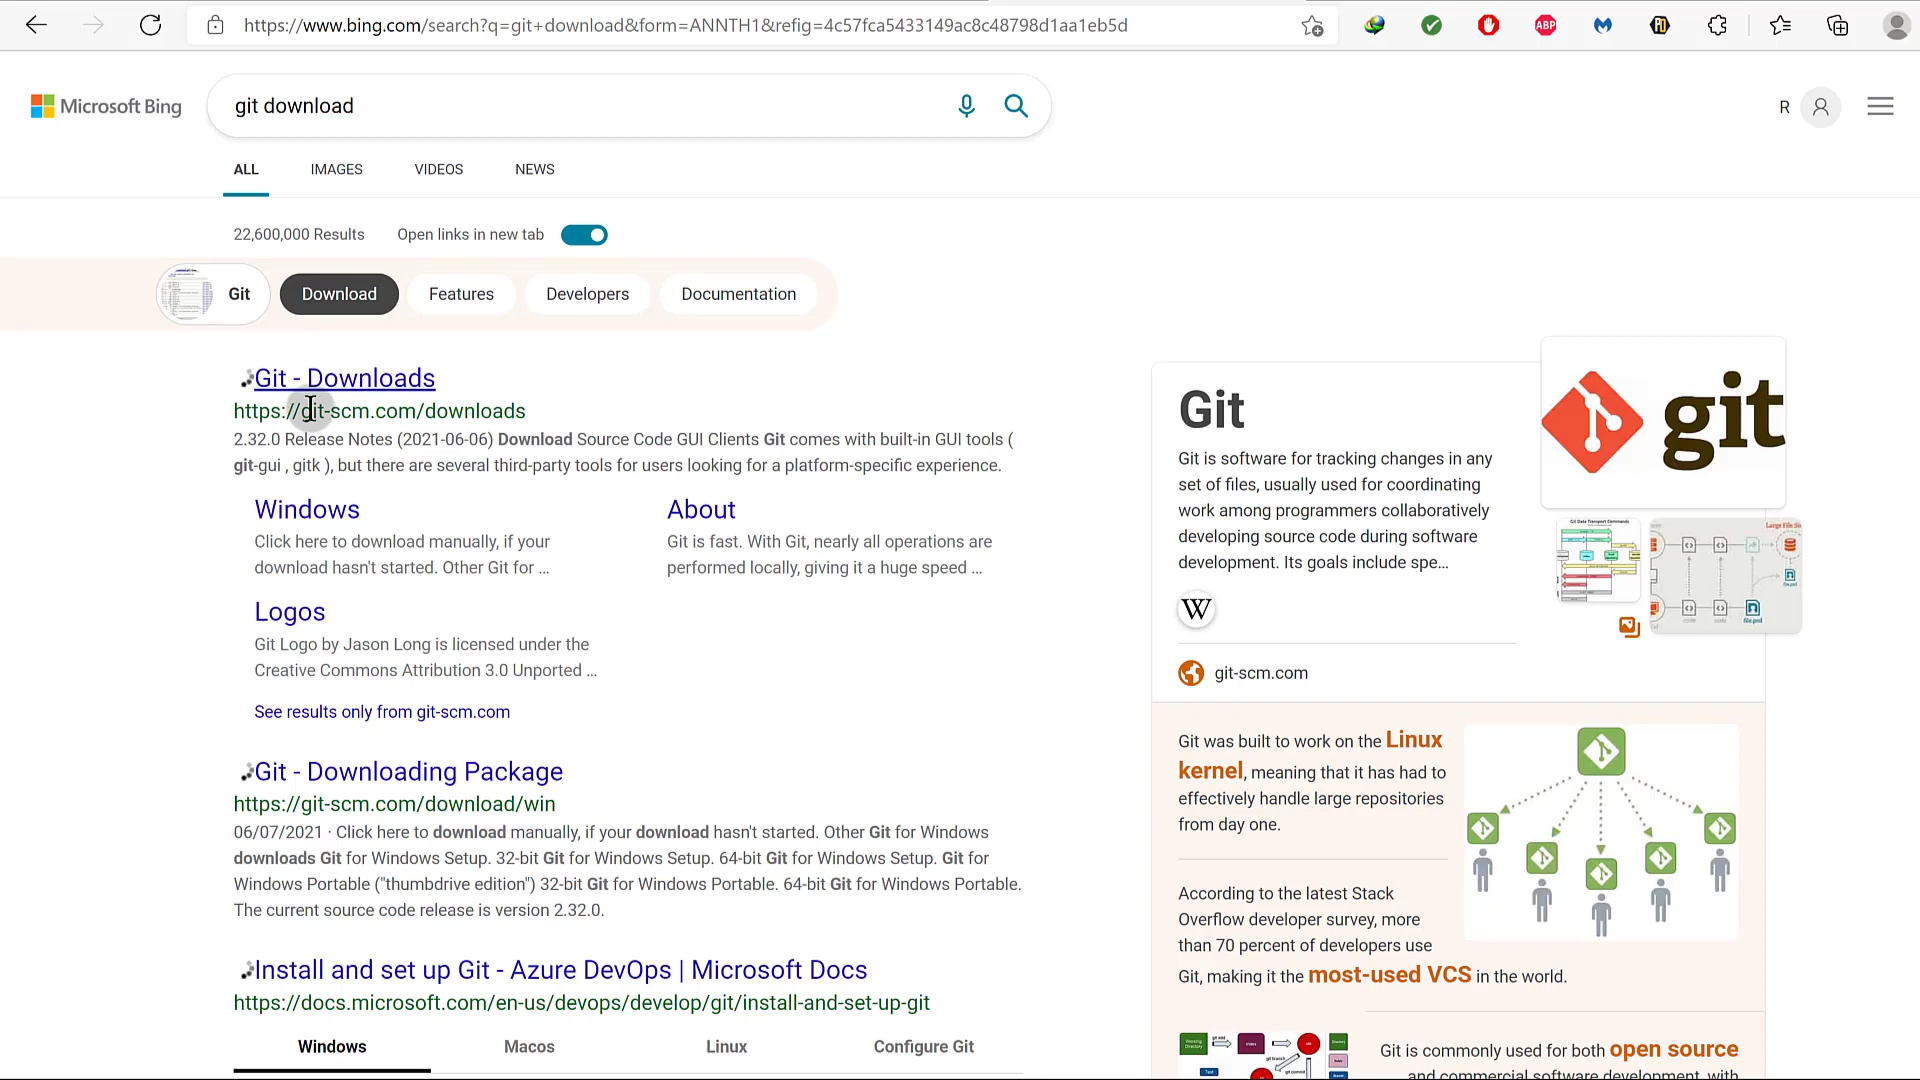 https://www.bing.com/search?q=git+download&form=ANNTH1&refig=4c57fca5433149ac8c48798d1aa1eb5d
ABP
Microsoft Bing
git download
R
ALL
IMAGES
VIDEOS
NEWS
22,600,000 Results
Open links in new tab
Git
Download
Features
Developers
Documentation
Git - Downloads
https://git-scm.com/downloads
2.32.0 Release Notes (2021-06-06) Download Source Code GUI Clients Git comes with built-in GUI tools (
git-gui , gitk ), but there are several third-party tools for users looking for a platform-specific experience.
Windows
Click here to download manually, if your
download hasn't started. Other Git for ...
About
Git is fast. With Git, nearly all operations are
performed locally, giving it a huge speed ...
Logos
Git Logo by Jason Long is licensed under the
Creative Commons Attribution 3.0 Unported ...
See results only from git-scm.com
Git - Downloading Package
https://git-scm.com/download/win
06/07/2021 · Click here to download manually, if your download hasn't started. Other Git for Windows
downloads Git for Windows Setup. 32-bit Git for Windows Setup. 64-bit Git for Windows Setup. Git for
Windows Portable ("thumbdrive edition") 32-bit Git for Windows Portable. 64-bit Git for Windows Portable.
The current source code release is version 2.32.0.
Install and set up Git - Azure DevOps | Microsoft Docs
https://docs.microsoft.com/en-us/devops/develop/git/install-and-set-up-git
Windows
Macos
Linux
Configure Git
Git
git
Git is software for tracking changes in any
set of files, usually used for coordinating
work among programmers collaboratively
developing source code during software
development. Its goals include spe...
Git Data Transport Commands
W
git-scm.com
Git was built to work on the Linux
kernel, meaning that it has had to
effectively handle large repositories
from day one.
According to the latest Stack
Overflow developer survey, more
than 70 percent of developers use
Git, making it the most-used VCS in the world.
Git is commonly used for both open source
and commercial software development, with